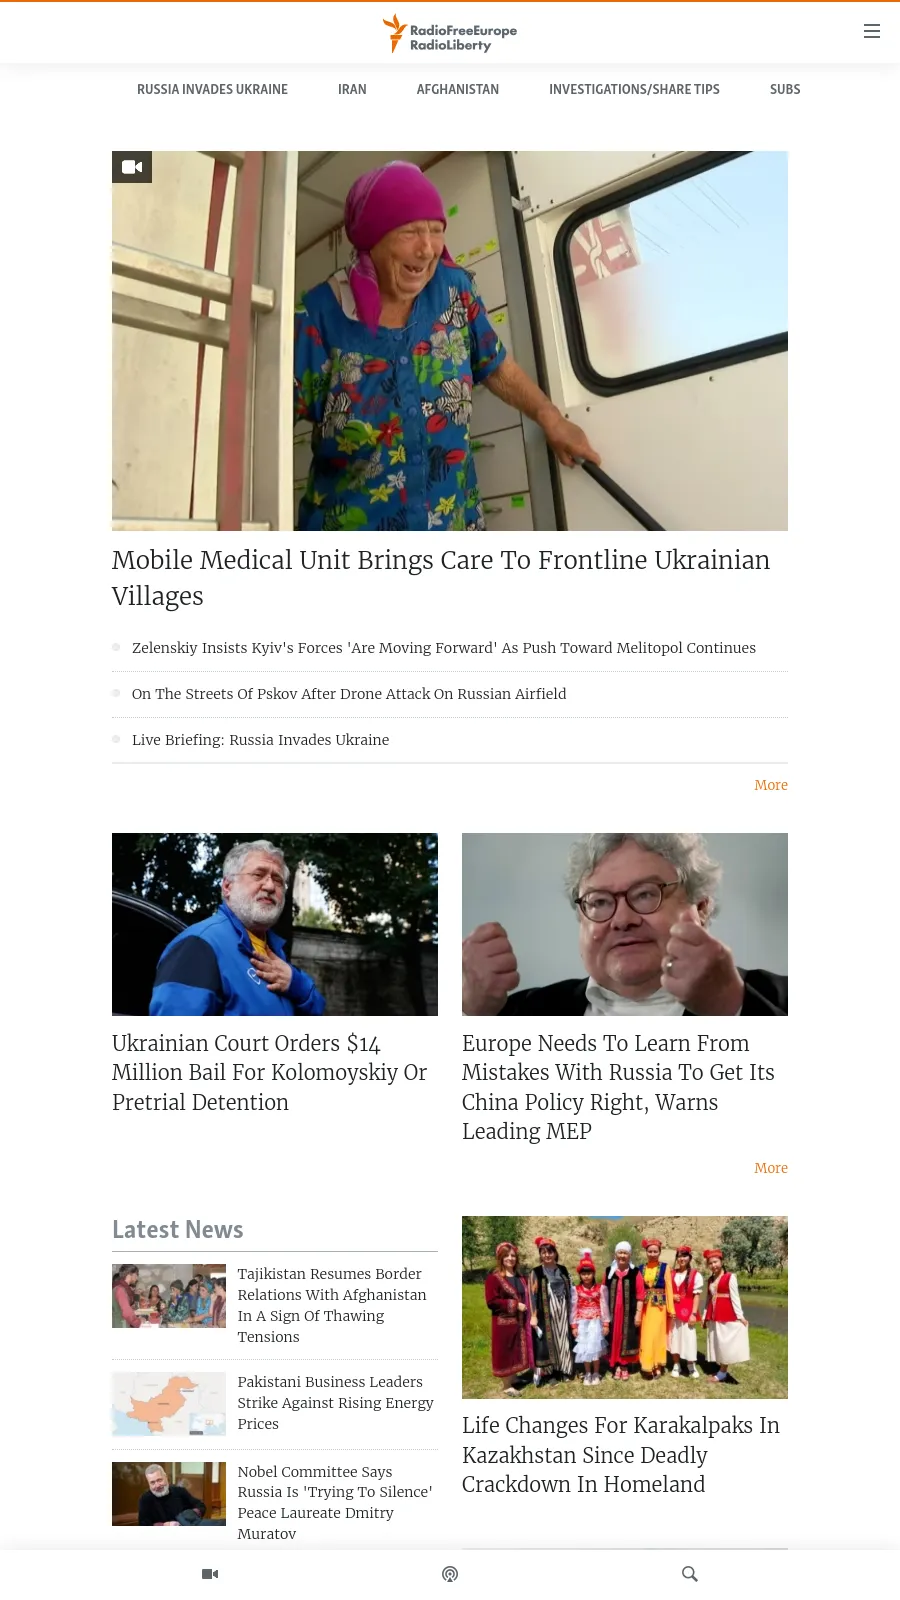 RadioFreeEurope
RadioLiberty
RUSSIA INVADES UKRAINE
IRAN
AFGHANISTAN
INVESTIGATIONS/SHARE TIPS
SUBS
Mobile Medical Unit Brings Care To Frontline Ukrainian
Villages
Zelenskiy Insists Kyiv's Forces 'Are Moving Forward' As Push Toward Melitopol Continues
On The Streets Of Pskov After Drone Attack On Russian Airfield
Live Briefing: Russia Invades Ukraine
More
Ukrainian Court Orders $14
Million Bail For Kolomoyskiy Or
Pretrial Detention
Europe Needs To Learn From
Mistakes With Russia To Get Its
China Policy Right, Warns
Leading MEP
More
Latest News
Tajikistan Resumes Border
Relations With Afghanistan
In A Sign Of Thawing
Tensions
Pakistani Business Leaders
Strike Against Rising Energy
Prices
Nobel Committee Says
Russia Is 'Trying To Silence'
Peace Laureate Dmitry
Muratov
Life Changes For Karakalpaks In
Kazakhstan Since Deadly
Crackdown In Homeland